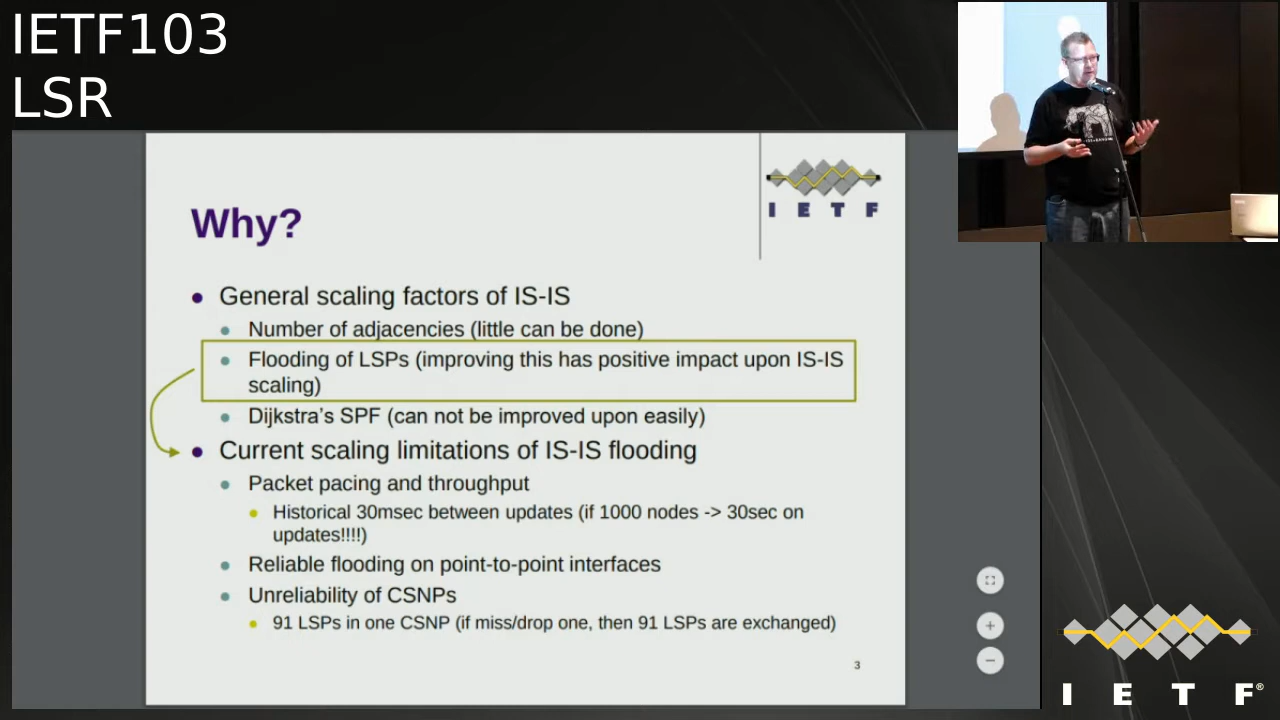 IETF103
LSR
I E T F
Why?
General scaling factors of IS-IS
Number of adjacencies (little can be done)
Flooding of LSPs (improving this has positive impact upon IS-IS
scaling)
Dijkstra's SPF (can not be improved upon easily)
Current scaling limitations of IS-IS flooding
Packet pacing and throughput
Historical 30msec between updates (if 1000 nodes -> 30sec on
updates!!!!)
Reliable flooding on point-to-point interfaces
Unreliability of CSNPs
91 LSPs in one CSNP (if miss/drop one, then 91 LSPs are exchanged)
3
I E T F®